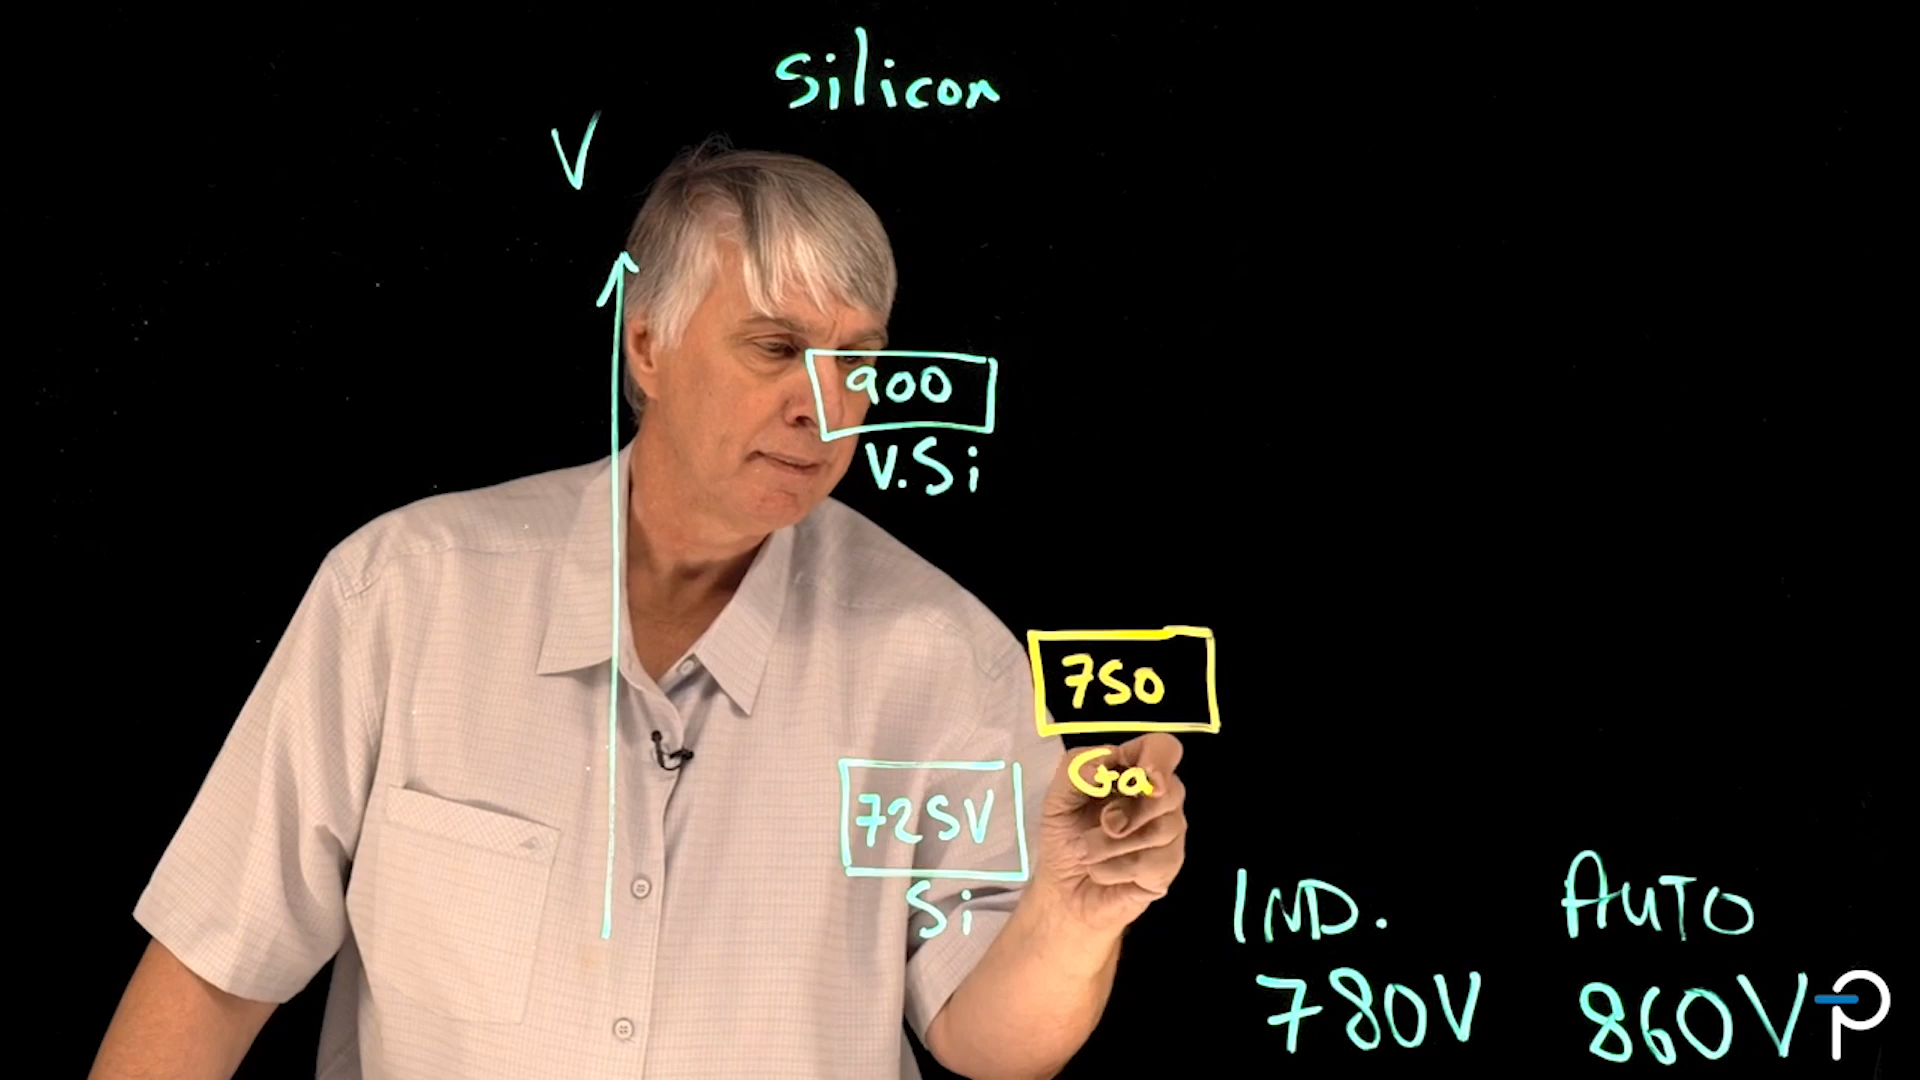 Silicon
V
900
V.Si
750
Ga
725V
Si
IND. AUTO
780V 860V
P